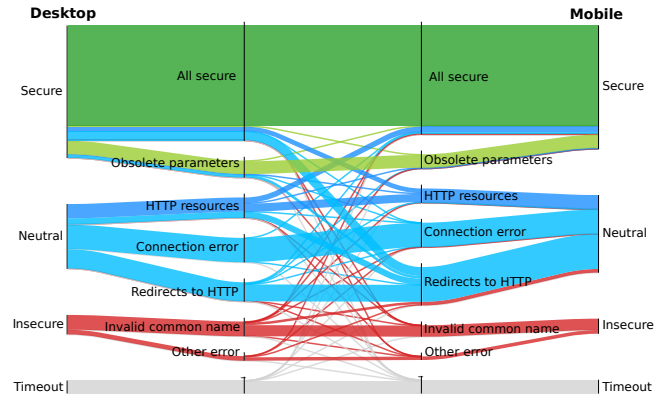 Desktop
Mobile
Secure
All secure
All secure
Secure
Obsolete parameters
Obsolete parameters
HTTP resources
HTTP resources
Neutral
Connection error
Connection error
Neutral
Redirects to HTTP
Redirects to HTTP
Insecure
Invalid common name
Invalid common name
Insecure
Other error
Other error
Timeout
Timeout